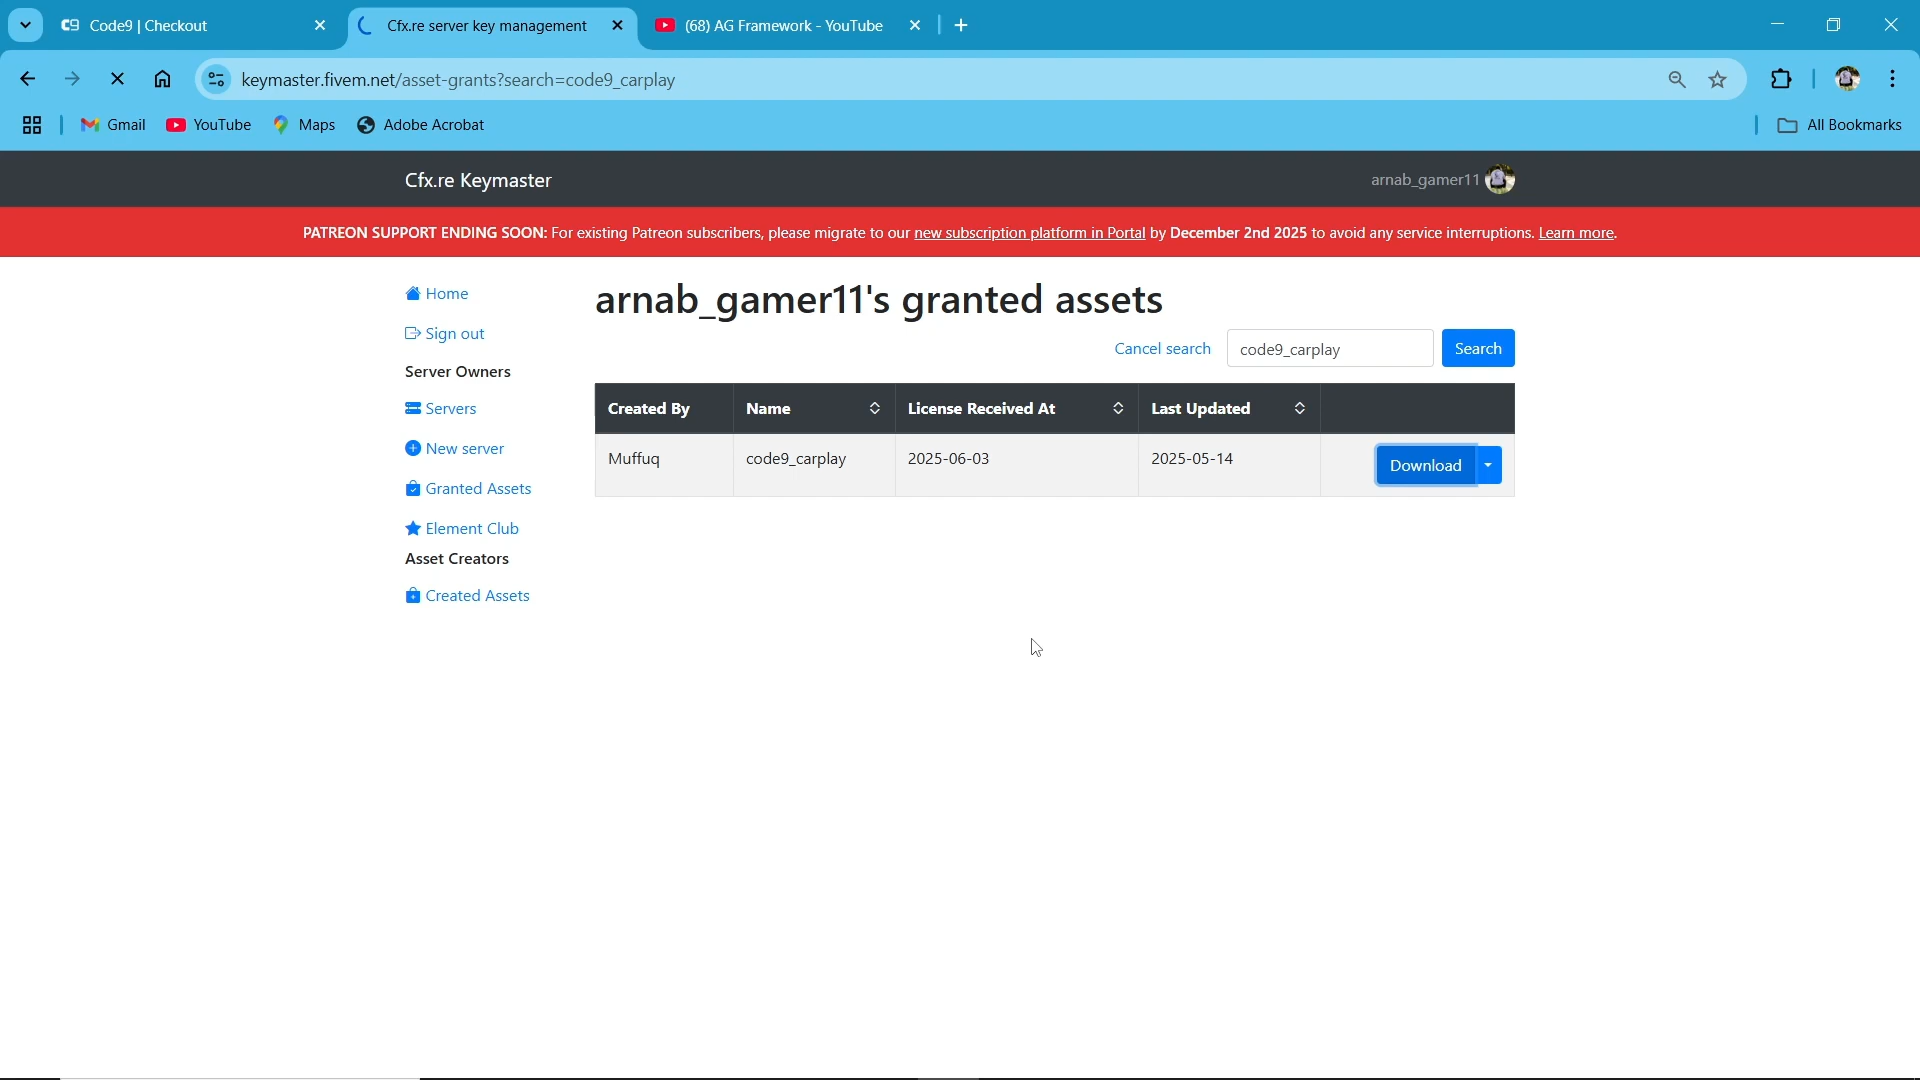 Code9 | Checkout
Cfx.re server key management
(68) AG Framework - YouTube
keymaster.fivem.net/asset-grants?search=code9_carplay
Gmail
YouTube
Maps
Adobe Acrobat
All Bookmarks
Cfx.re Keymaster
arnab_gamer11
PATREON SUPPORT ENDING SOON: For existing Patreon subscribers, please migrate to our new subscription platform in Portal by December 2nd 2025 to avoid any service interruptions. Learn more.
Home
Sign out
Server Owners
Servers
New server
Granted Assets
Element Club
Asset Creators
Created Assets
arnab_gamer11's granted assets
Cancel search
code9_carplay
Search
Created By
Name
License Received At
Last Updated
Muffuq
code9_carplay
2025-06-03
2025-05-14
Download